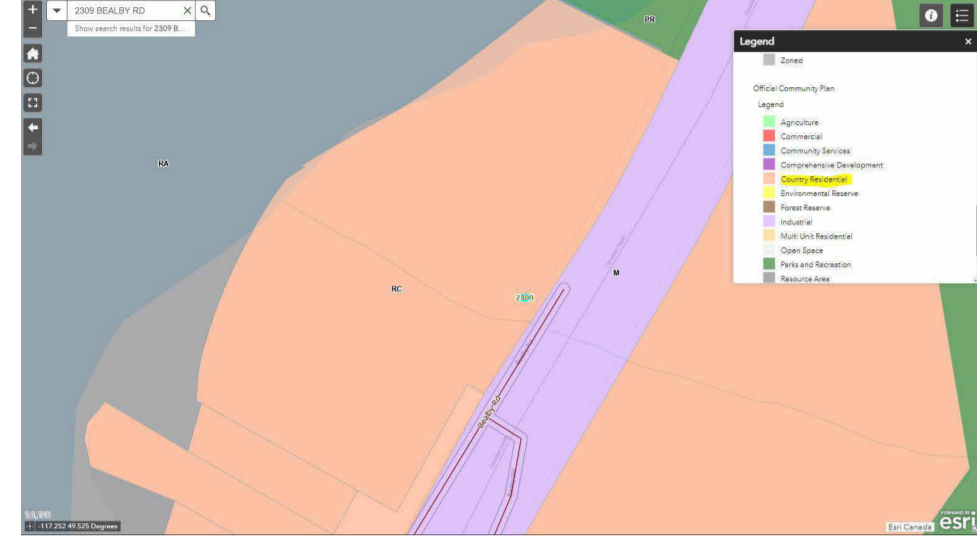 2309 BEALBY RD
Show search results for 2309 B...
PR
Legend
Zoned
Official Community Plan
Legend
Agriculture
Commercial
Community Services
Comprehensive Development
Country Residential
Environmental Reserve
Forest Reserve
Industrial
Multi Unit Residential
Open Space
Parks and Recreation
Resource Area
RA
RC
2309
M
Bealby Rd
-117.252 49.525 Degrees
Esri Canada
POWERED BY
esri